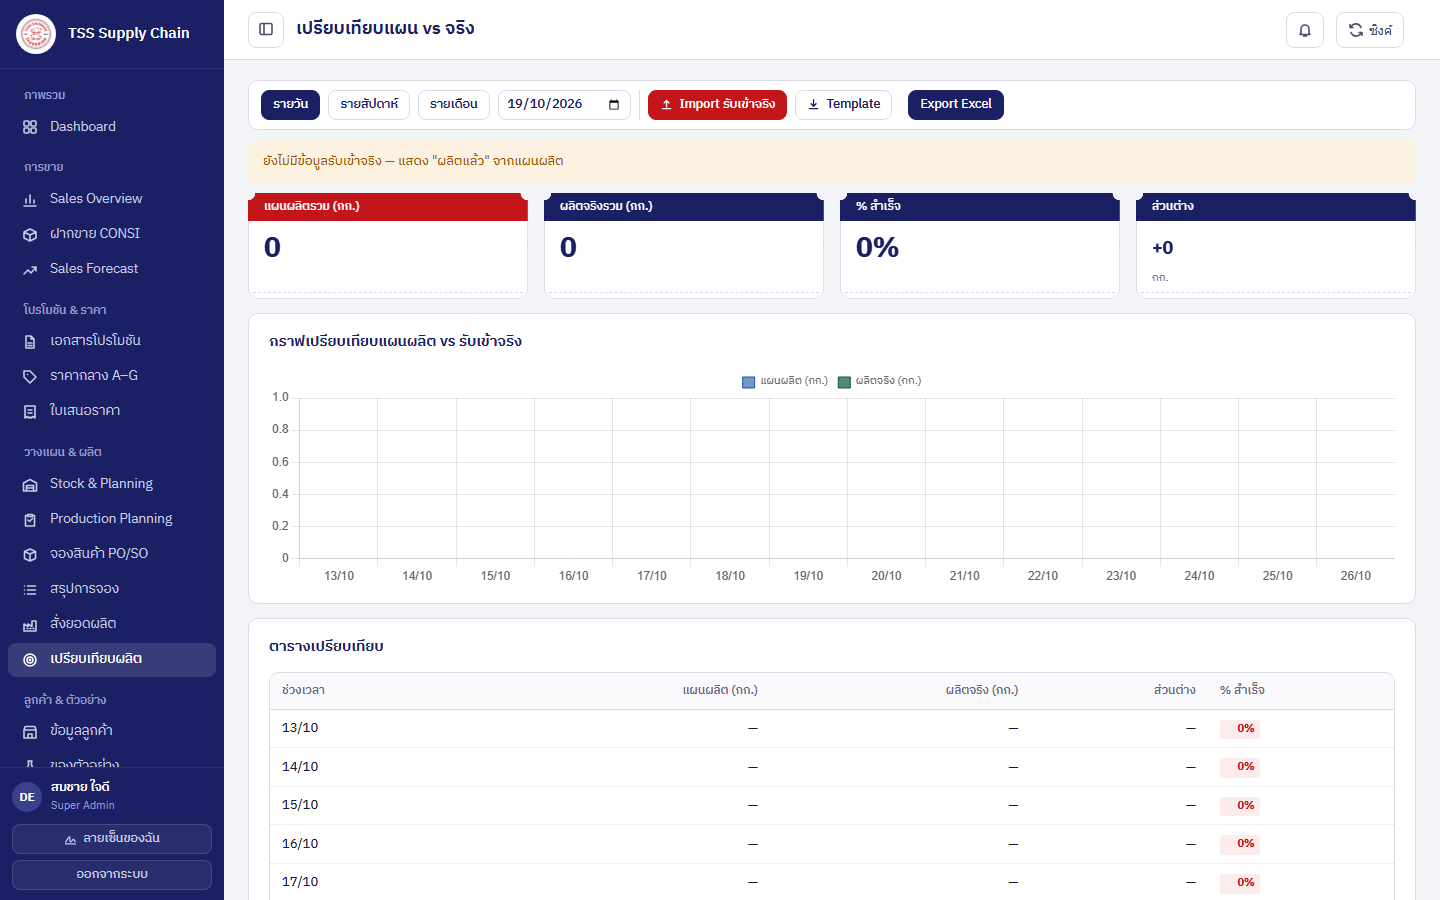 TSS Supply Chain
ภาพรวม
Dashboard
การขาย
Sales Overview
ฝากขาย CONSI
Sales Forecast
โปรโมชัน & ราคา
เอกสารโปรโมชัน
ราคากลาง A–G
ใบเสนอราคา
วางแผน & ผลิต
Stock & Planning
Production Planning
จองสินค้า PO/SO
สรุปการจอง
สั่งยอดผลิต
เปรียบเทียบผลิต
ลูกค้า & ตัวอย่าง
ข้อมูลลูกค้า
ของตัวอย่าง
DE
สมชาย ใจดี
Super Admin
ลายเซ็นของฉัน
ออกจากระบบ
เปรียบเทียบแผน vs จริง
ซิงค์
รายวัน
รายสัปดาห์
รายเดือน
19/10/2026
Import รับเข้าจริง
Template
Export Excel
ยังไม่มีข้อมูลรับเข้าจริง — แสดง "ผลิตแล้ว" จากแผนผลิต
แผนผลิตรวม (กก.)
0
ผลิตจริงรวม (กก.)
0
% สำเร็จ
0%
ส่วนต่าง
+0
กก.
กราฟเปรียบเทียบแผนผลิต vs รับเข้าจริง
แผนผลิต (กก.) ผลิตจริง (กก.)
1.0
0.8
0.6
0.4
0.2
0
13/10 14/10 15/10 16/10 17/10 18/10 19/10 20/10 21/10 22/10 23/10 24/10 25/10 26/10
ตารางเปรียบเทียบ
ช่วงเวลา แผนผลิต (กก.) ผลิตจริง (กก.) ส่วนต่าง % สำเร็จ
13/10 — — — 0%
14/10 — — — 0%
15/10 — — — 0%
16/10 — — — 0%
17/10 — — — 0%